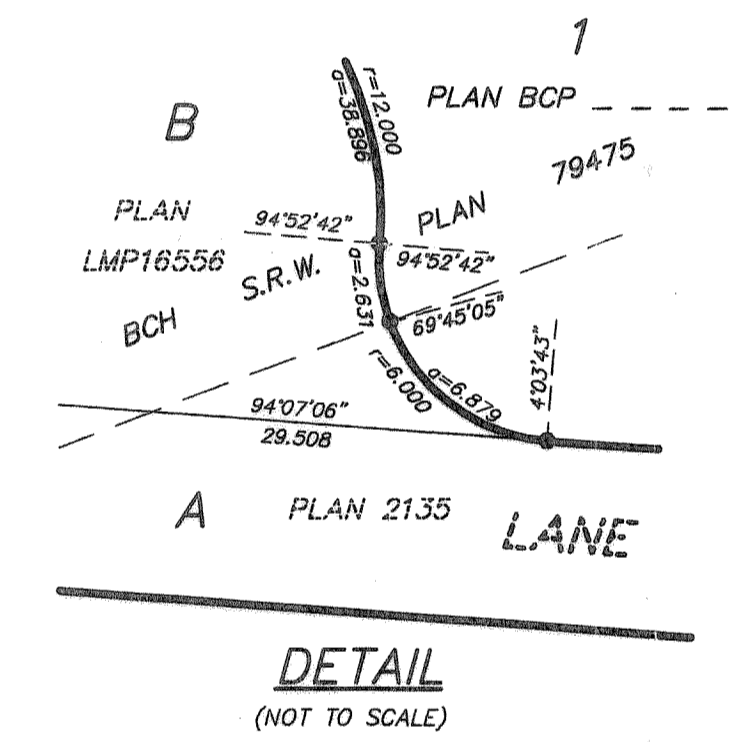 1
PLAN BCP
B
r=12.000
a=38.896
79475
PLAN
LMP16556
94°52'42"
PLAN
94°52'42"
S.R.W.
BCH
a=2.631
69°45'05"
r=6.000
a=6.879
4°03'43"
94°07'06"
29.508
A
PLAN 2135
LANE
DETAIL
(NOT TO SCALE)